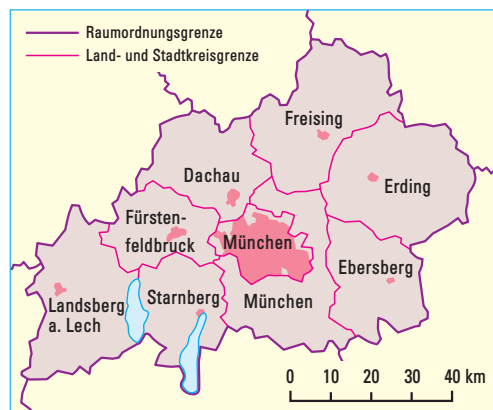 Raumordnungsgrenze
Land- und Stadtkreisgrenze
Freising
Dachau
Erding
Fürsten-
feldbruck
München
Ebersberg
Landsberg
a. Lech
Starnberg
München
0 10 20 30 40 km